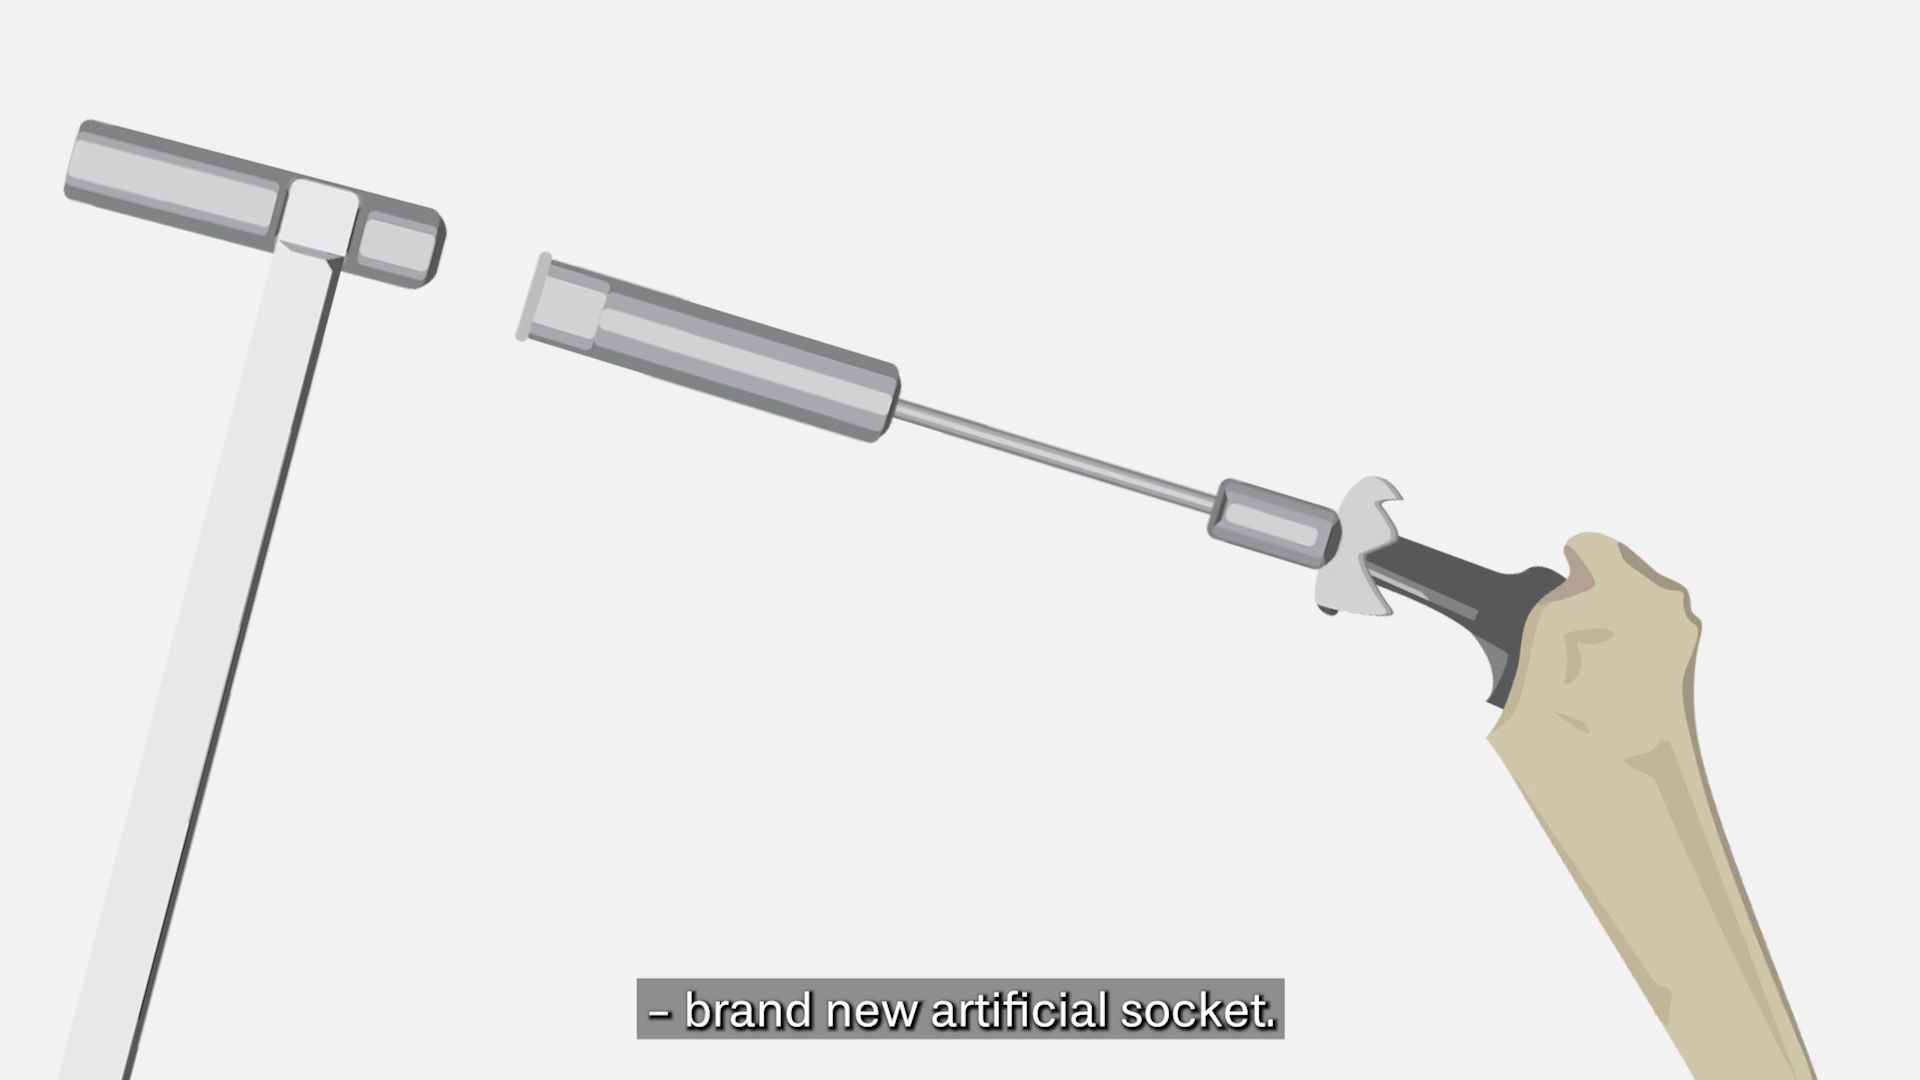 – brand new artificial socket.